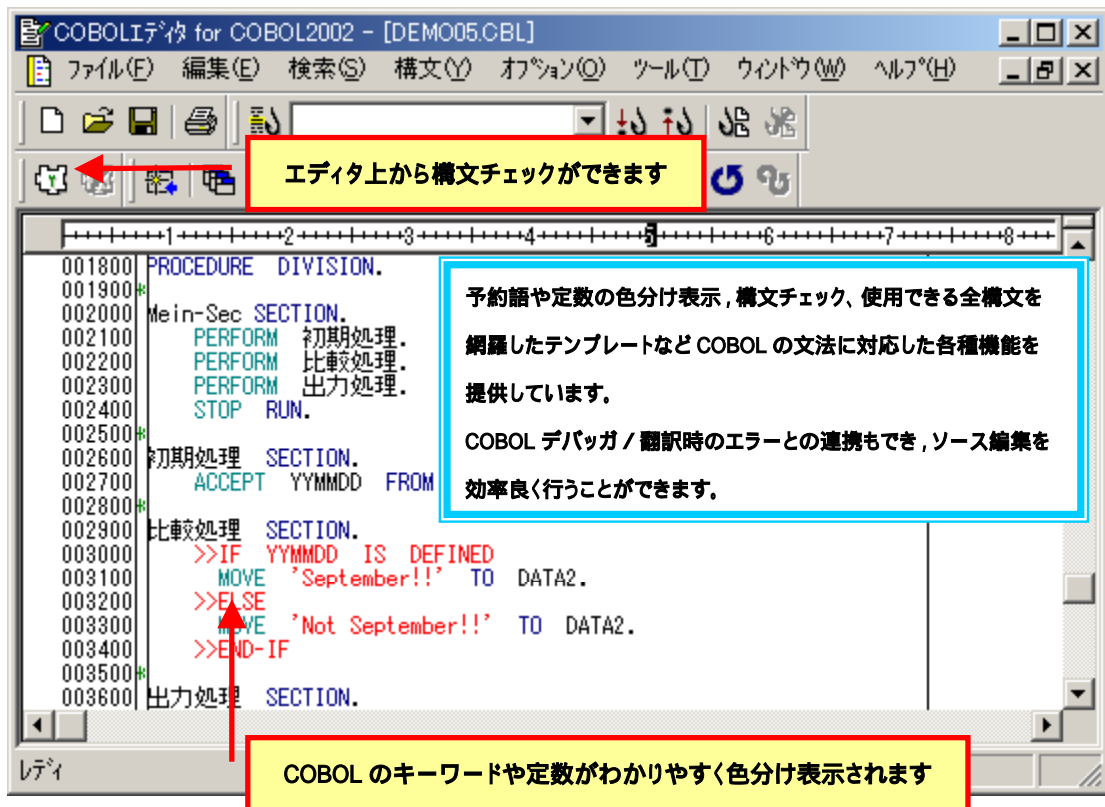 COBOLｴﾃﾞｨﾀ for COBOL2002 - [DEMO05.CBL]
ﾌｧｲﾙ(F) 編集(E) 検索(S) 構文(Y) ｵﾌﾟｼｮﾝ(O) ﾂｰﾙ(T) ｳｨﾝﾄﾞｳ(W) ﾍﾙﾌﾟ(H)
エディタ上から構文チェックができます
++++1++++++++2++++++++3++++++++4++++++++5++++++++6++++++++7++++++++8+++
001800 PROCEDURE DIVISION.
001900*
002000 Mein-Sec SECTION.
002100 PERFORM 初期処理.
002200 PERFORM 比較処理.
002300 PERFORM 出力処理.
002400 STOP RUN.
002500*
002600 初期処理 SECTION.
002700 ACCEPT YYMMDD FROM
002800*
002900 比較処理 SECTION.
003000 >>IF YYMMDD IS DEFINED
003100 MOVE 'September!!' TO DATA2.
003200 >>ELSE
003300 MOVE 'Not September!!' TO DATA2.
003400 >>END-IF
003500*
003600 出力処理 SECTION.
予約語や定数の色分け表示，構文チェック、使用できる全構文を
網羅したテンプレートなど COBOL の文法に対応した各種機能を
提供しています。
COBOL デバッガ / 翻訳時のエラーとの連携もでき，ソース編集を
効率良く行うことができます。
COBOL のキーワードや定数がわかりやすく色分け表示されます
ﾚﾃﾞｨ